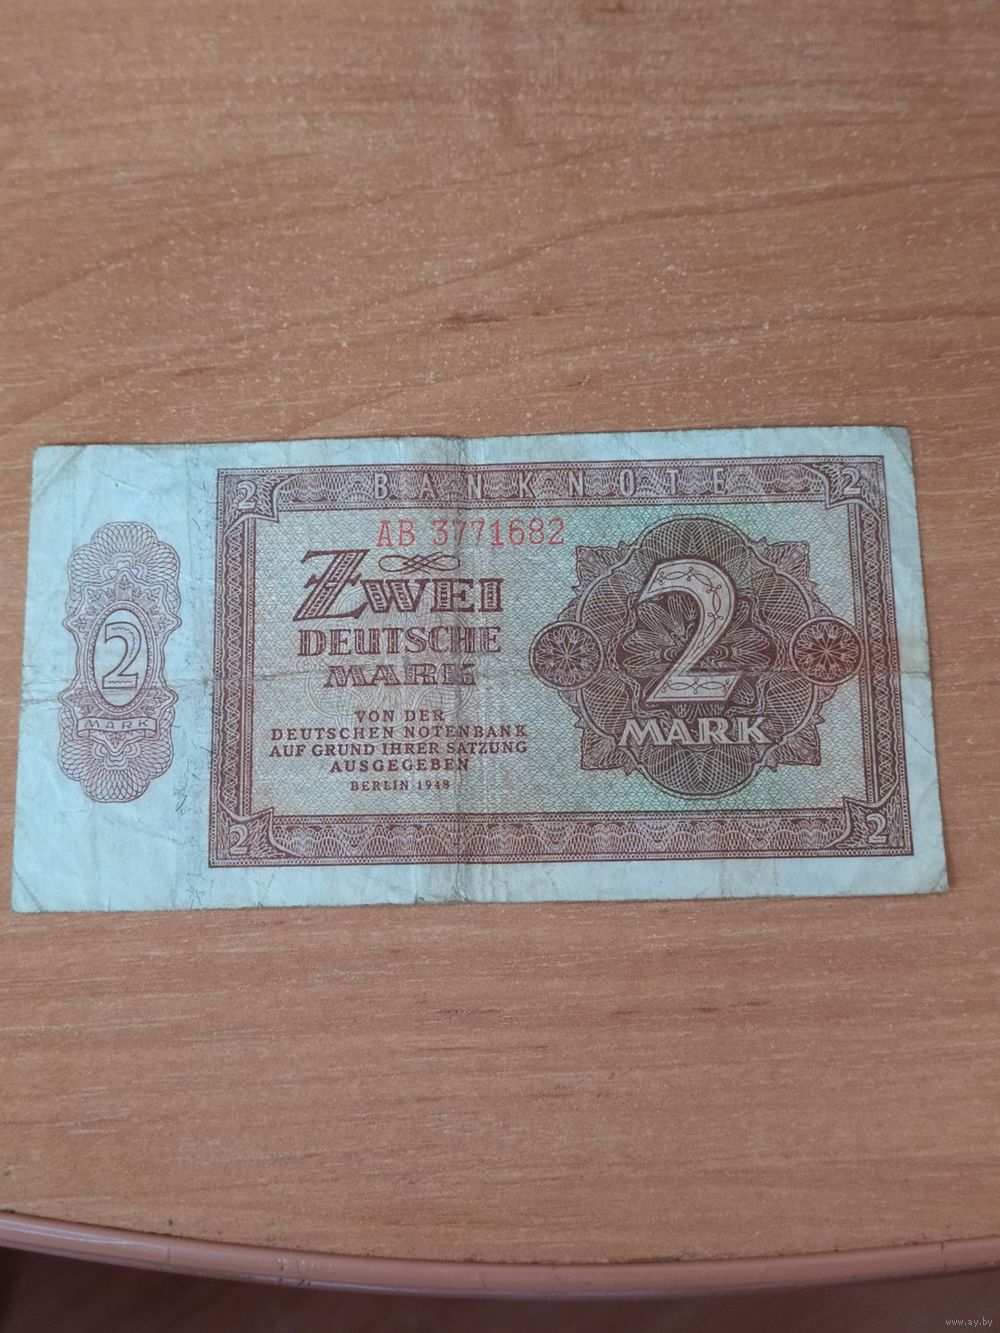 BANKNOTE
2
2
AB 3771682
ZWEI
DEUTSCHE
MARK
2
MARK
2
MARK
VON DER
DEUTSCHEN NOTENBANK
AUF GRUND IHRER SATZUNG
AUSGEGEBEN
BERLIN 1948
2
2
www.ay.by